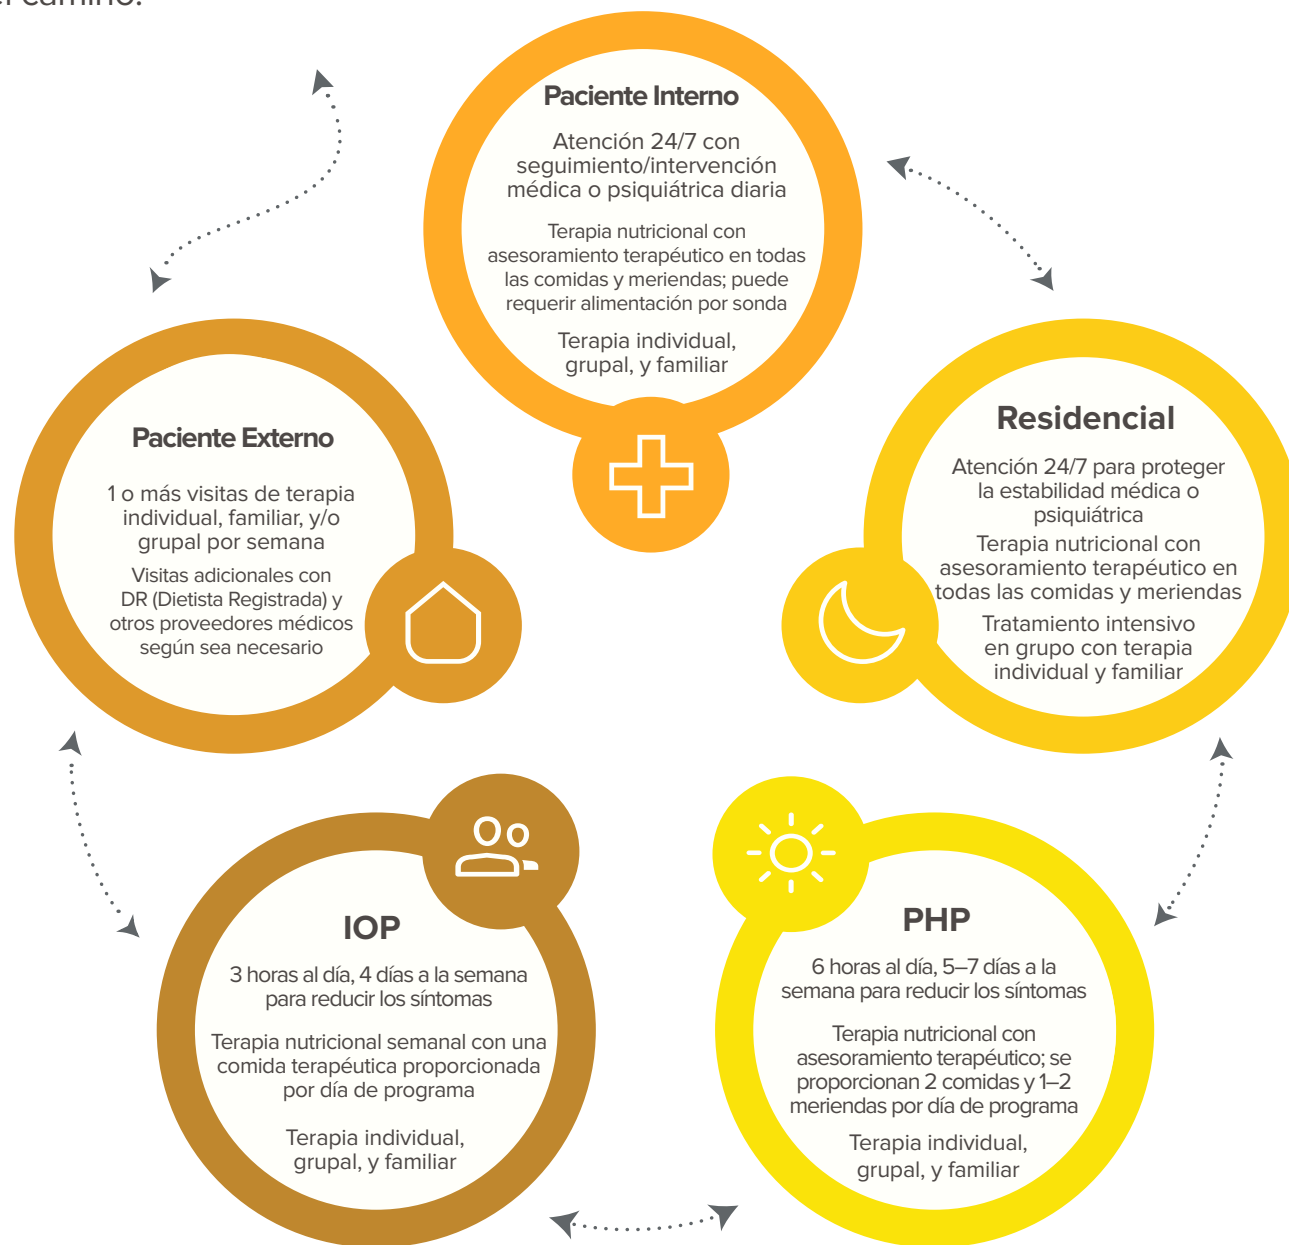 el camino.
Paciente Interno
Atención 24/7 con
seguimiento/intervención
médica o psiquiátrica diaria
Terapia nutricional con
asesoramiento terapéutico en todas
las comidas y meriendas; puede
requerir alimentación por sonda
Terapia individual,
grupal, y familiar
Residencial
Atención 24/7 para proteger
la estabilidad médica o
psiquiátrica
Terapia nutricional con
asesoramiento terapéutico en
todas las comidas y meriendas
Tratamiento intensivo
en grupo con terapia
individual y familiar
Paciente Externo
1 o más visitas de terapia
individual, familiar, y/o
grupal por semana
Visitas adicionales con
DR (Dietista Registrada) y
otros proveedores médicos
según sea necesario
IOP
3 horas al día, 4 días a la semana
para reducir los síntomas
Terapia nutricional semanal con una
comida terapéutica proporcionada
por día de programa
Terapia individual,
grupal, y familiar
PHP
6 horas al día, 5–7 días a la
semana para reducir los síntomas
Terapia nutricional con
asesoramiento terapéutico; se
proporcionan 2 comidas y 1–2
meriendas por día de programa
Terapia individual,
grupal, y familiar